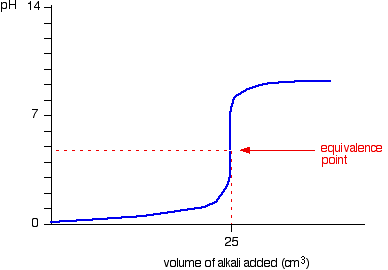 pH
14
7
equivalence
point
0
25
volume of alkali added (cm³)